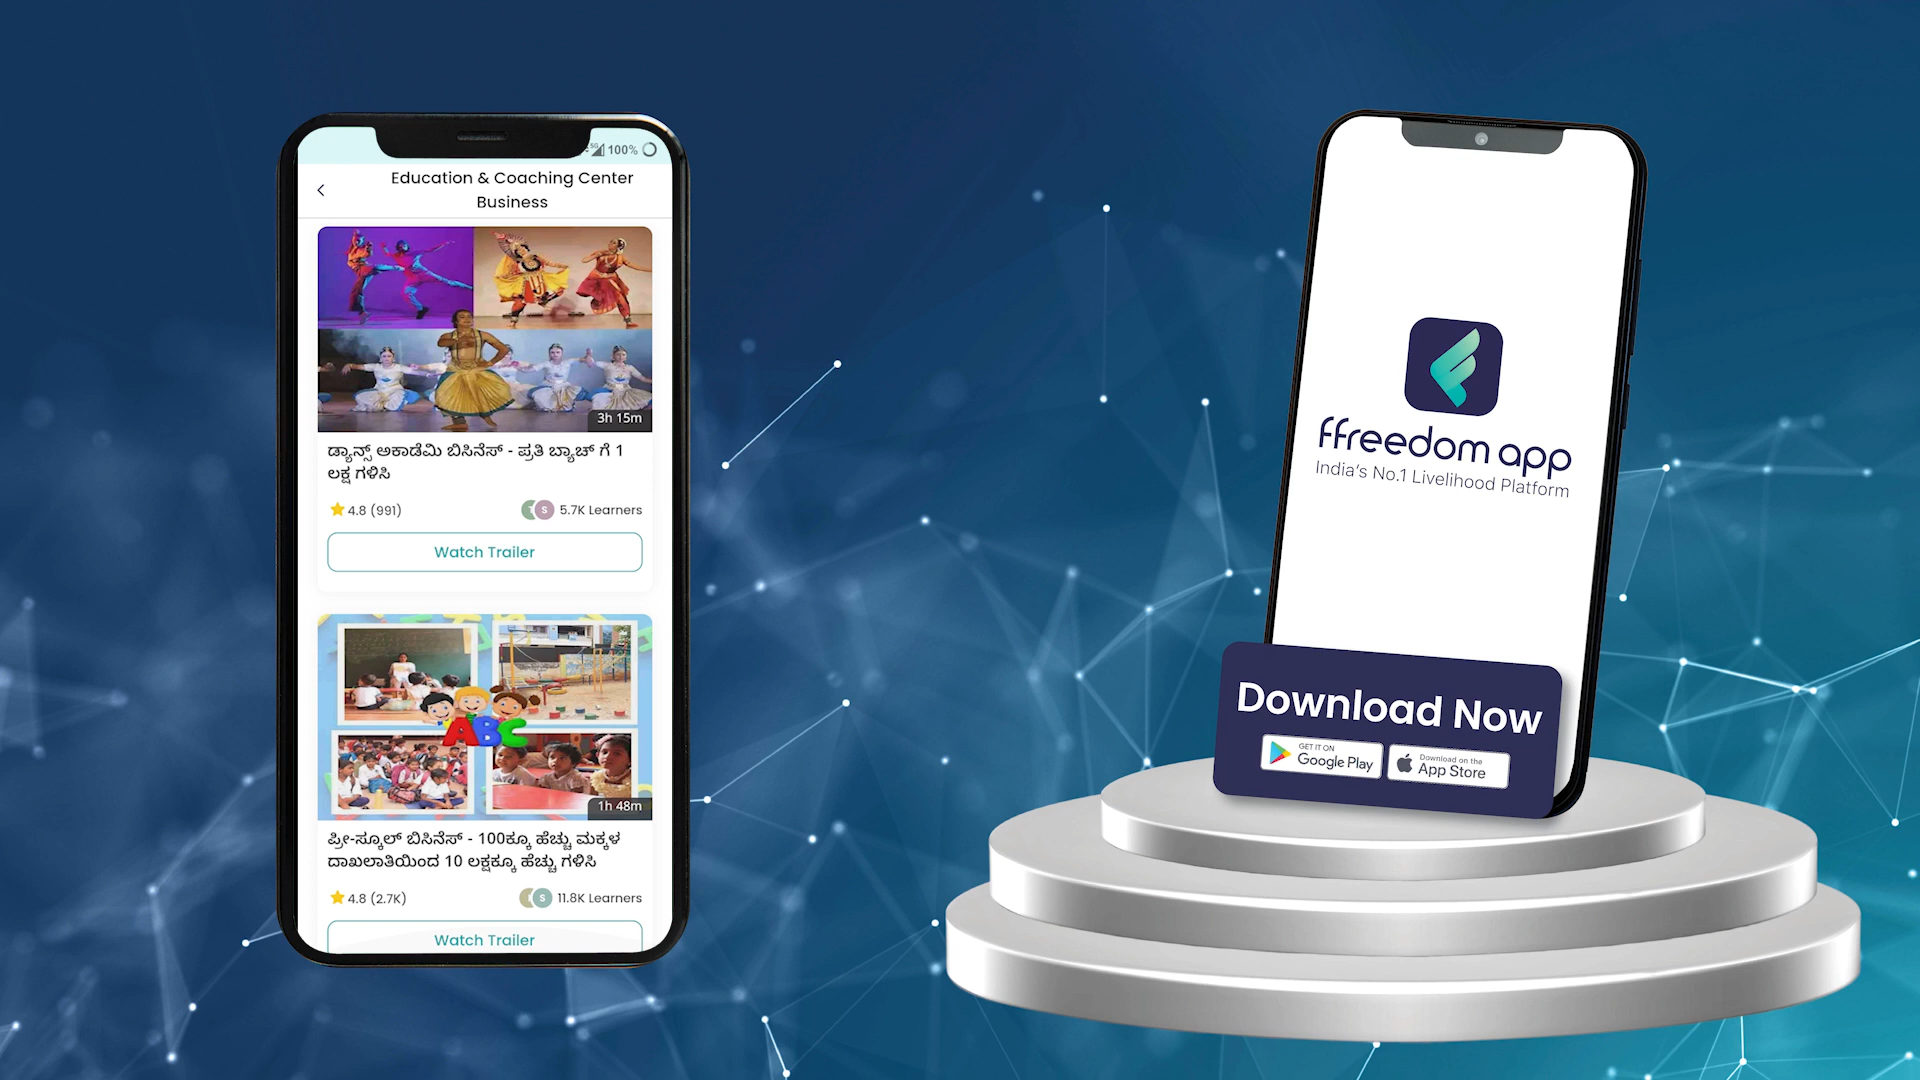 5G 100%
Education & Coaching Center
Business
3h 15m
ಡ್ಯಾನ್ಸ್ ಅಕಾಡೆಮಿ ಬಿಸಿನೆಸ್ - ಪ್ರತಿ ಬ್ಯಾಚ್ ಗೆ 1
ಲಕ್ಷ ಗಳಿಸಿ
4.8 (991)
S 5.7K Learners
Watch Trailer
ABC
1h 48m
ಪ್ರೀ-ಸ್ಕೂಲ್ ಬಿಸಿನೆಸ್ - 100ಕ್ಕೂ ಹೆಚ್ಚು ಮಕ್ಕಳ
ದಾಖಲಾತಿಯಿಂದ 10 ಲಕ್ಷಕ್ಕೂ ಹೆಚ್ಚು ಗಳಿಸಿ
4.8 (2.7K)
S 11.8K Learners
Watch Trailer
ffreedom app
India's No.1 Livelihood Platform
Download Now
GET IT ON
Google Play
Download on the
App Store